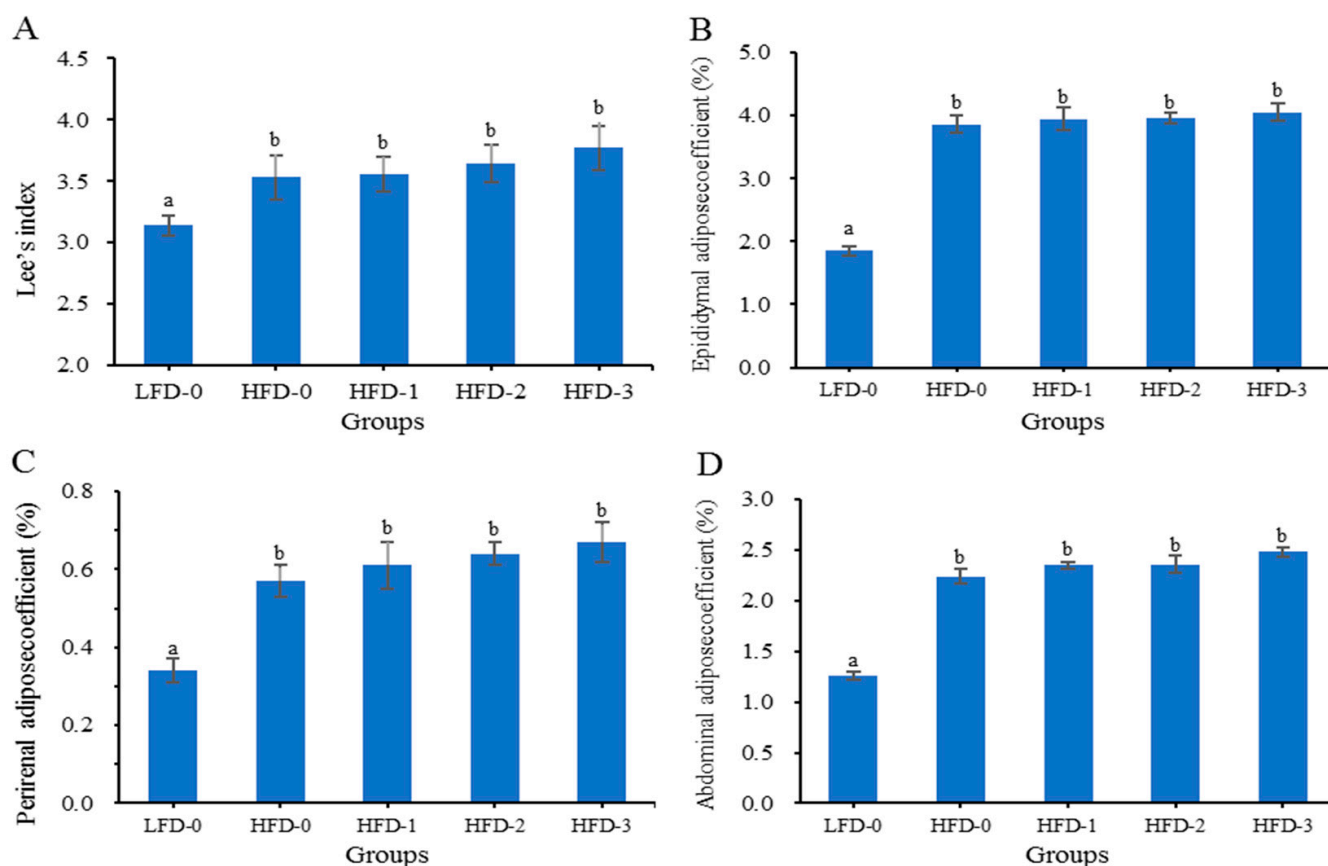 A
Lee's index
4.5
4.0
3.5
3.0
2.5
2.0
a
b
b
b
b
LFD-0 HFD-0 HFD-1 HFD-2 HFD-3
Groups
B
Epididymal adiposecoefficient (%)
5.0
4.0
3.0
2.0
1.0
0.0
a
b
b
b
b
LFD-0 HFD-0 HFD-1 HFD-2 HFD-3
Groups
C
Perirenal adiposecoefficient (%)
0.8
0.6
0.4
0.2
0.0
a
b
b
b
b
LFD-0 HFD-0 HFD-1 HFD-2 HFD-3
Groups
D
Abdominal adiposecoefficient (%)
3.0
2.5
2.0
1.5
1.0
0.5
0.0
a
b
b
b
b
LFD-0 HFD-0 HFD-1 HFD-2 HFD-3
Groups